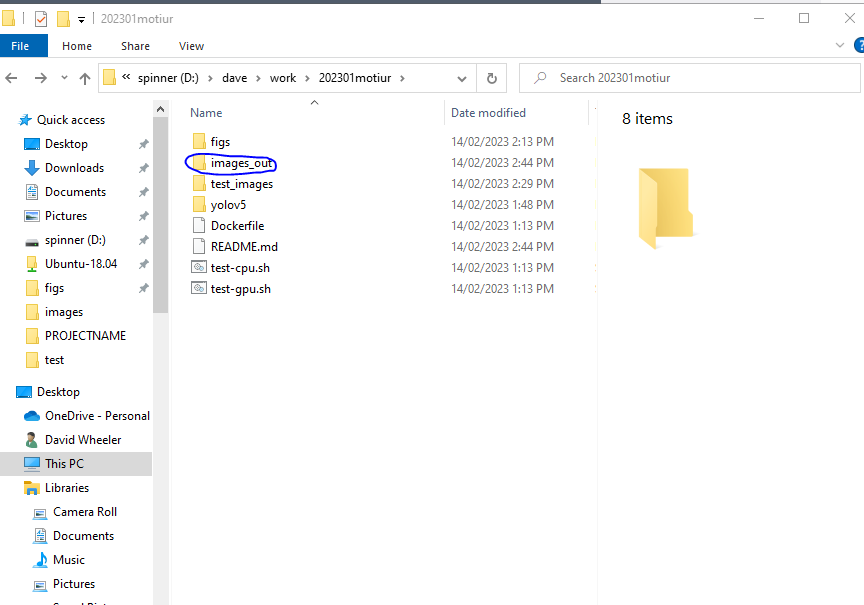 202301motiur
File Home Share View
« spinner (D:) › dave › work › 202301motiur ›
Search 202301motiur
Name Date modified
8 items
Quick access
Desktop
Downloads
Documents
Pictures
spinner (D:)
Ubuntu-18.04
figs
images
PROJECTNAME
test
Desktop
OneDrive - Personal
David Wheeler
This PC
Libraries
Camera Roll
Documents
Music
Pictures
figs 14/02/2023 2:13 PM
images_out 14/02/2023 2:44 PM
test_images 14/02/2023 2:29 PM
yolov5 14/02/2023 1:48 PM
Dockerfile 14/02/2023 1:13 PM
README.md 14/02/2023 2:44 PM
test-cpu.sh 14/02/2023 1:13 PM
test-gpu.sh 14/02/2023 1:13 PM